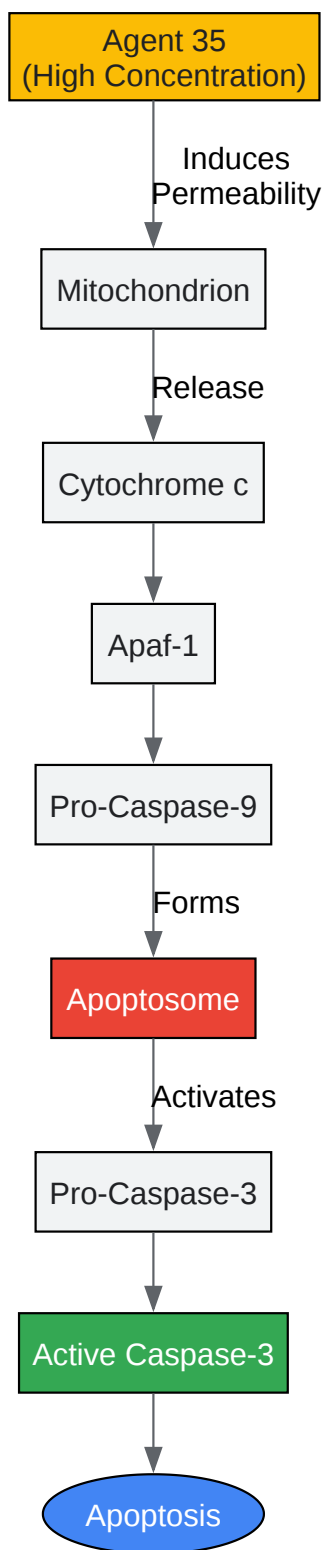 Agent 35
(High Concentration)
Induces
Permeability
Mitochondrion
Release
Cytochrome c
Apaf-1
Pro-Caspase-9
Forms
Apoptosome
Activates
Pro-Caspase-3
Active Caspase-3
Apoptosis